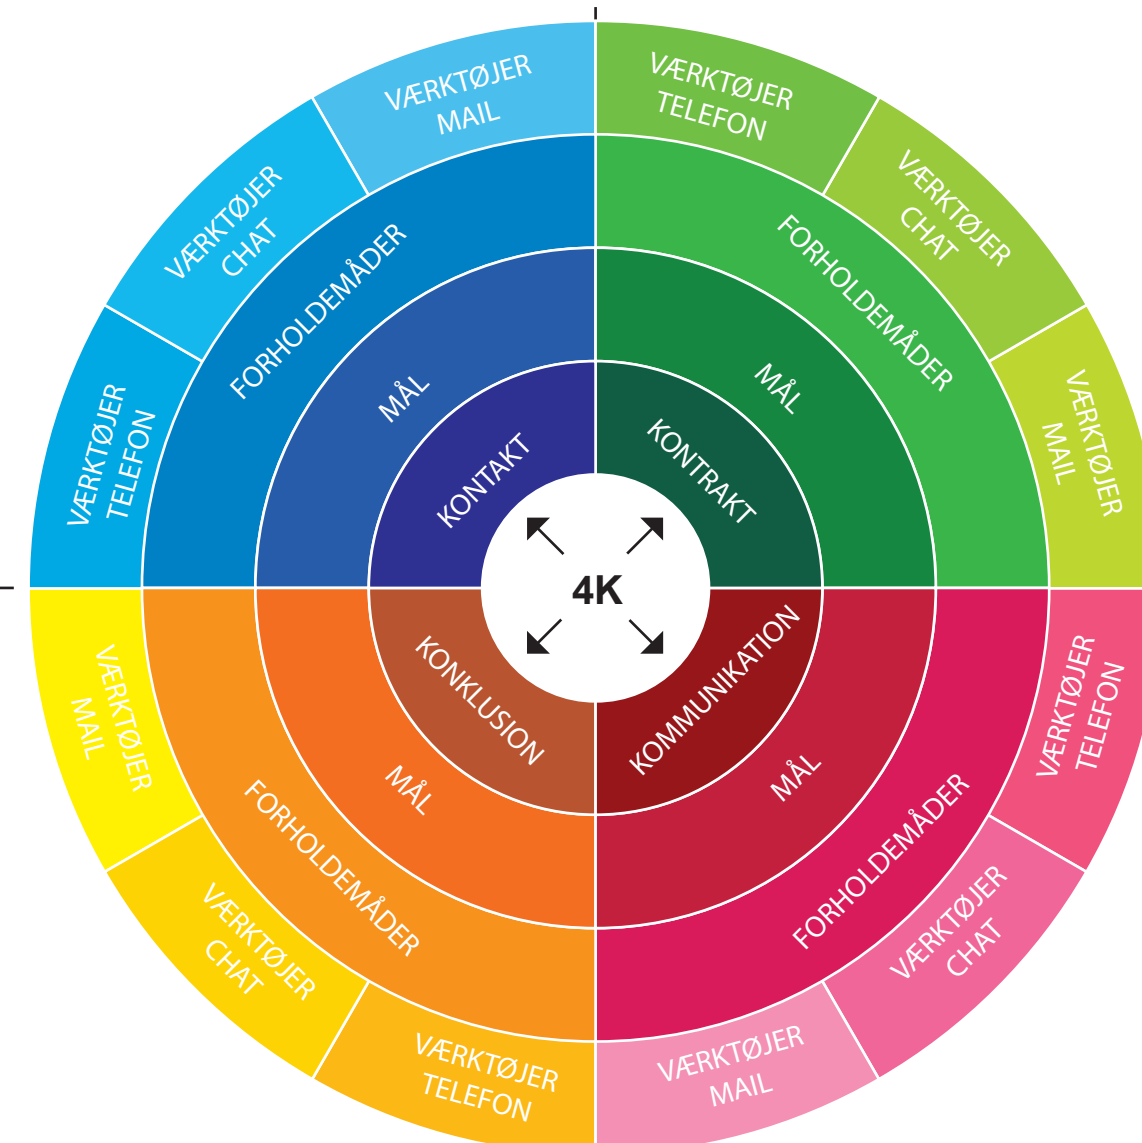 VÆRKTØJER
MAIL
VÆRKTØJER
CHAT
VÆRKTØJER
TELEFON
FORHOLDEMÅDER
MÅL
KONTAKT
VÆRKTØJER
TELEFON
VÆRKTØJER
CHAT
VÆRKTØJER
MAIL
FORHOLDEMÅDER
MÅL
KONTRAKT
4K
KONKLUSION
MÅL
FORHOLDEMÅDER
VÆRKTØJER
MAIL
VÆRKTØJER
CHAT
VÆRKTØJER
TELEFON
KOMMUNIKATION
MÅL
FORHOLDEMÅDER
VÆRKTØJER
TELEFON
VÆRKTØJER
CHAT
VÆRKTØJER
MAIL